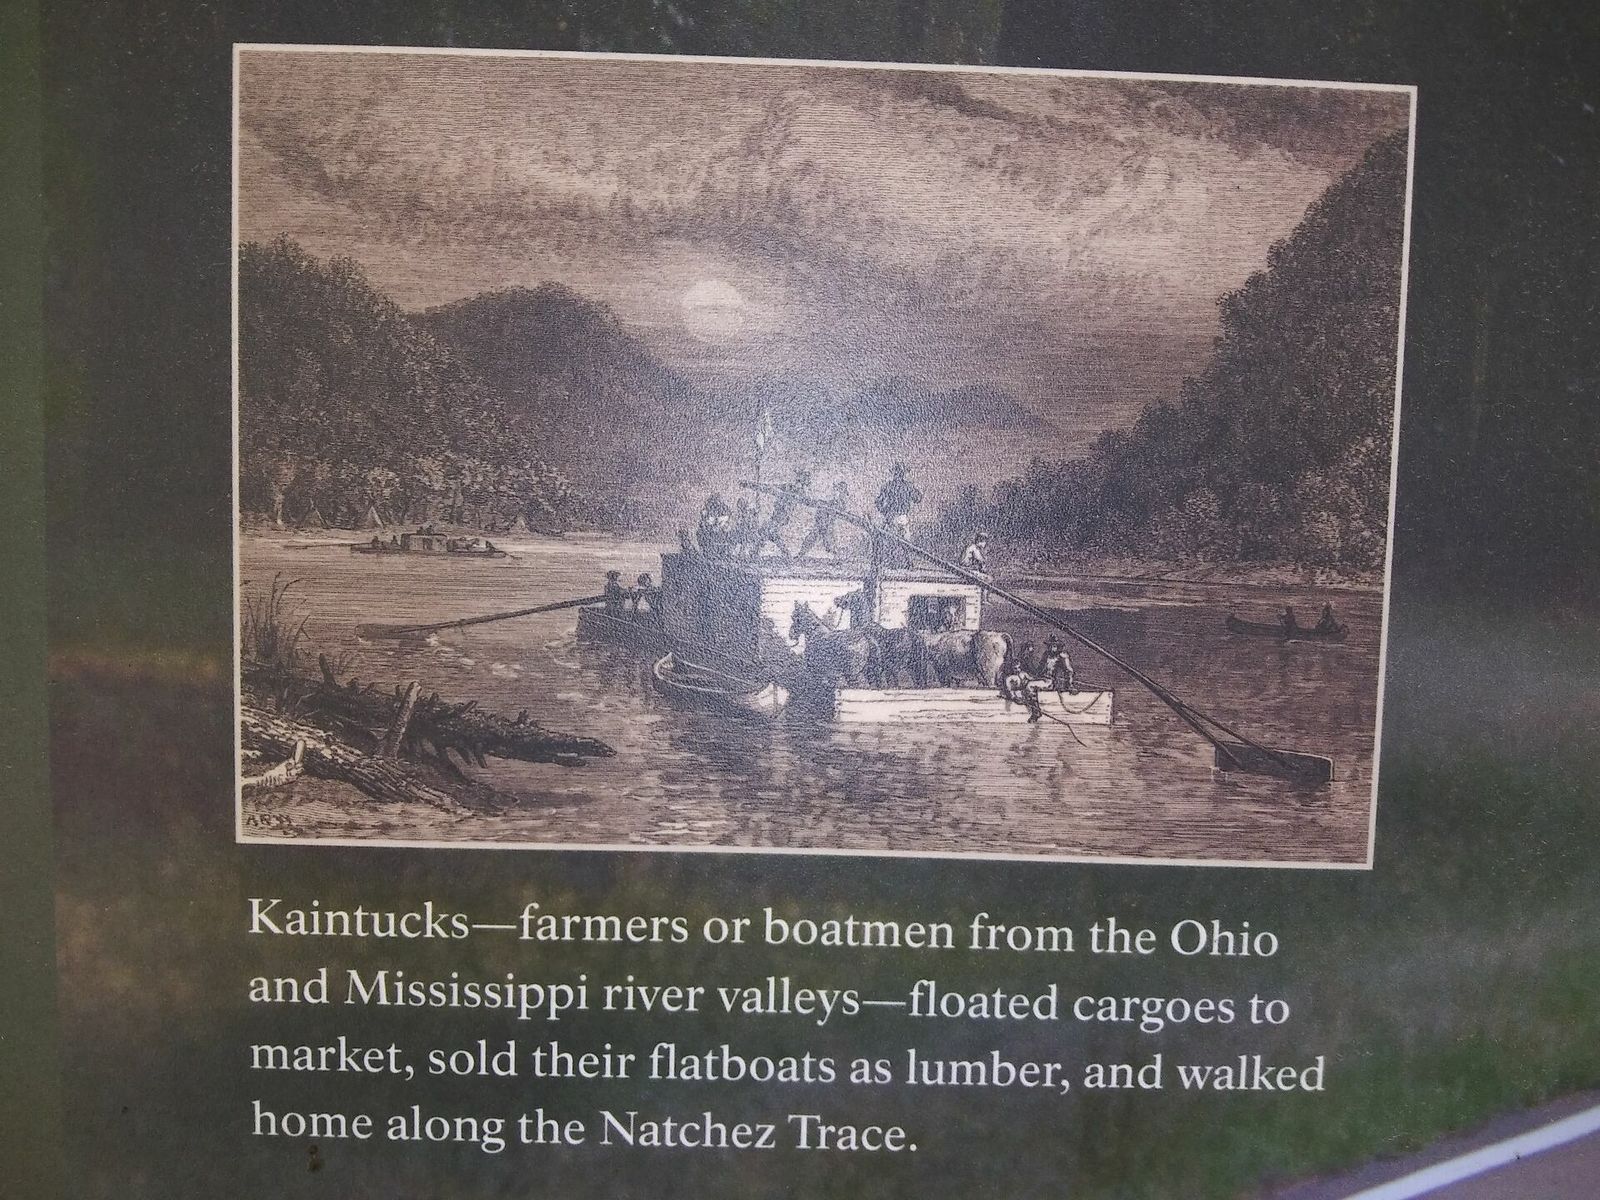 Kaintucks—farmers or boatmen from the Ohio
and Mississippi river valleys—floated cargoes to
market, sold their flatboats as lumber, and walked
home along the Natchez Trace.